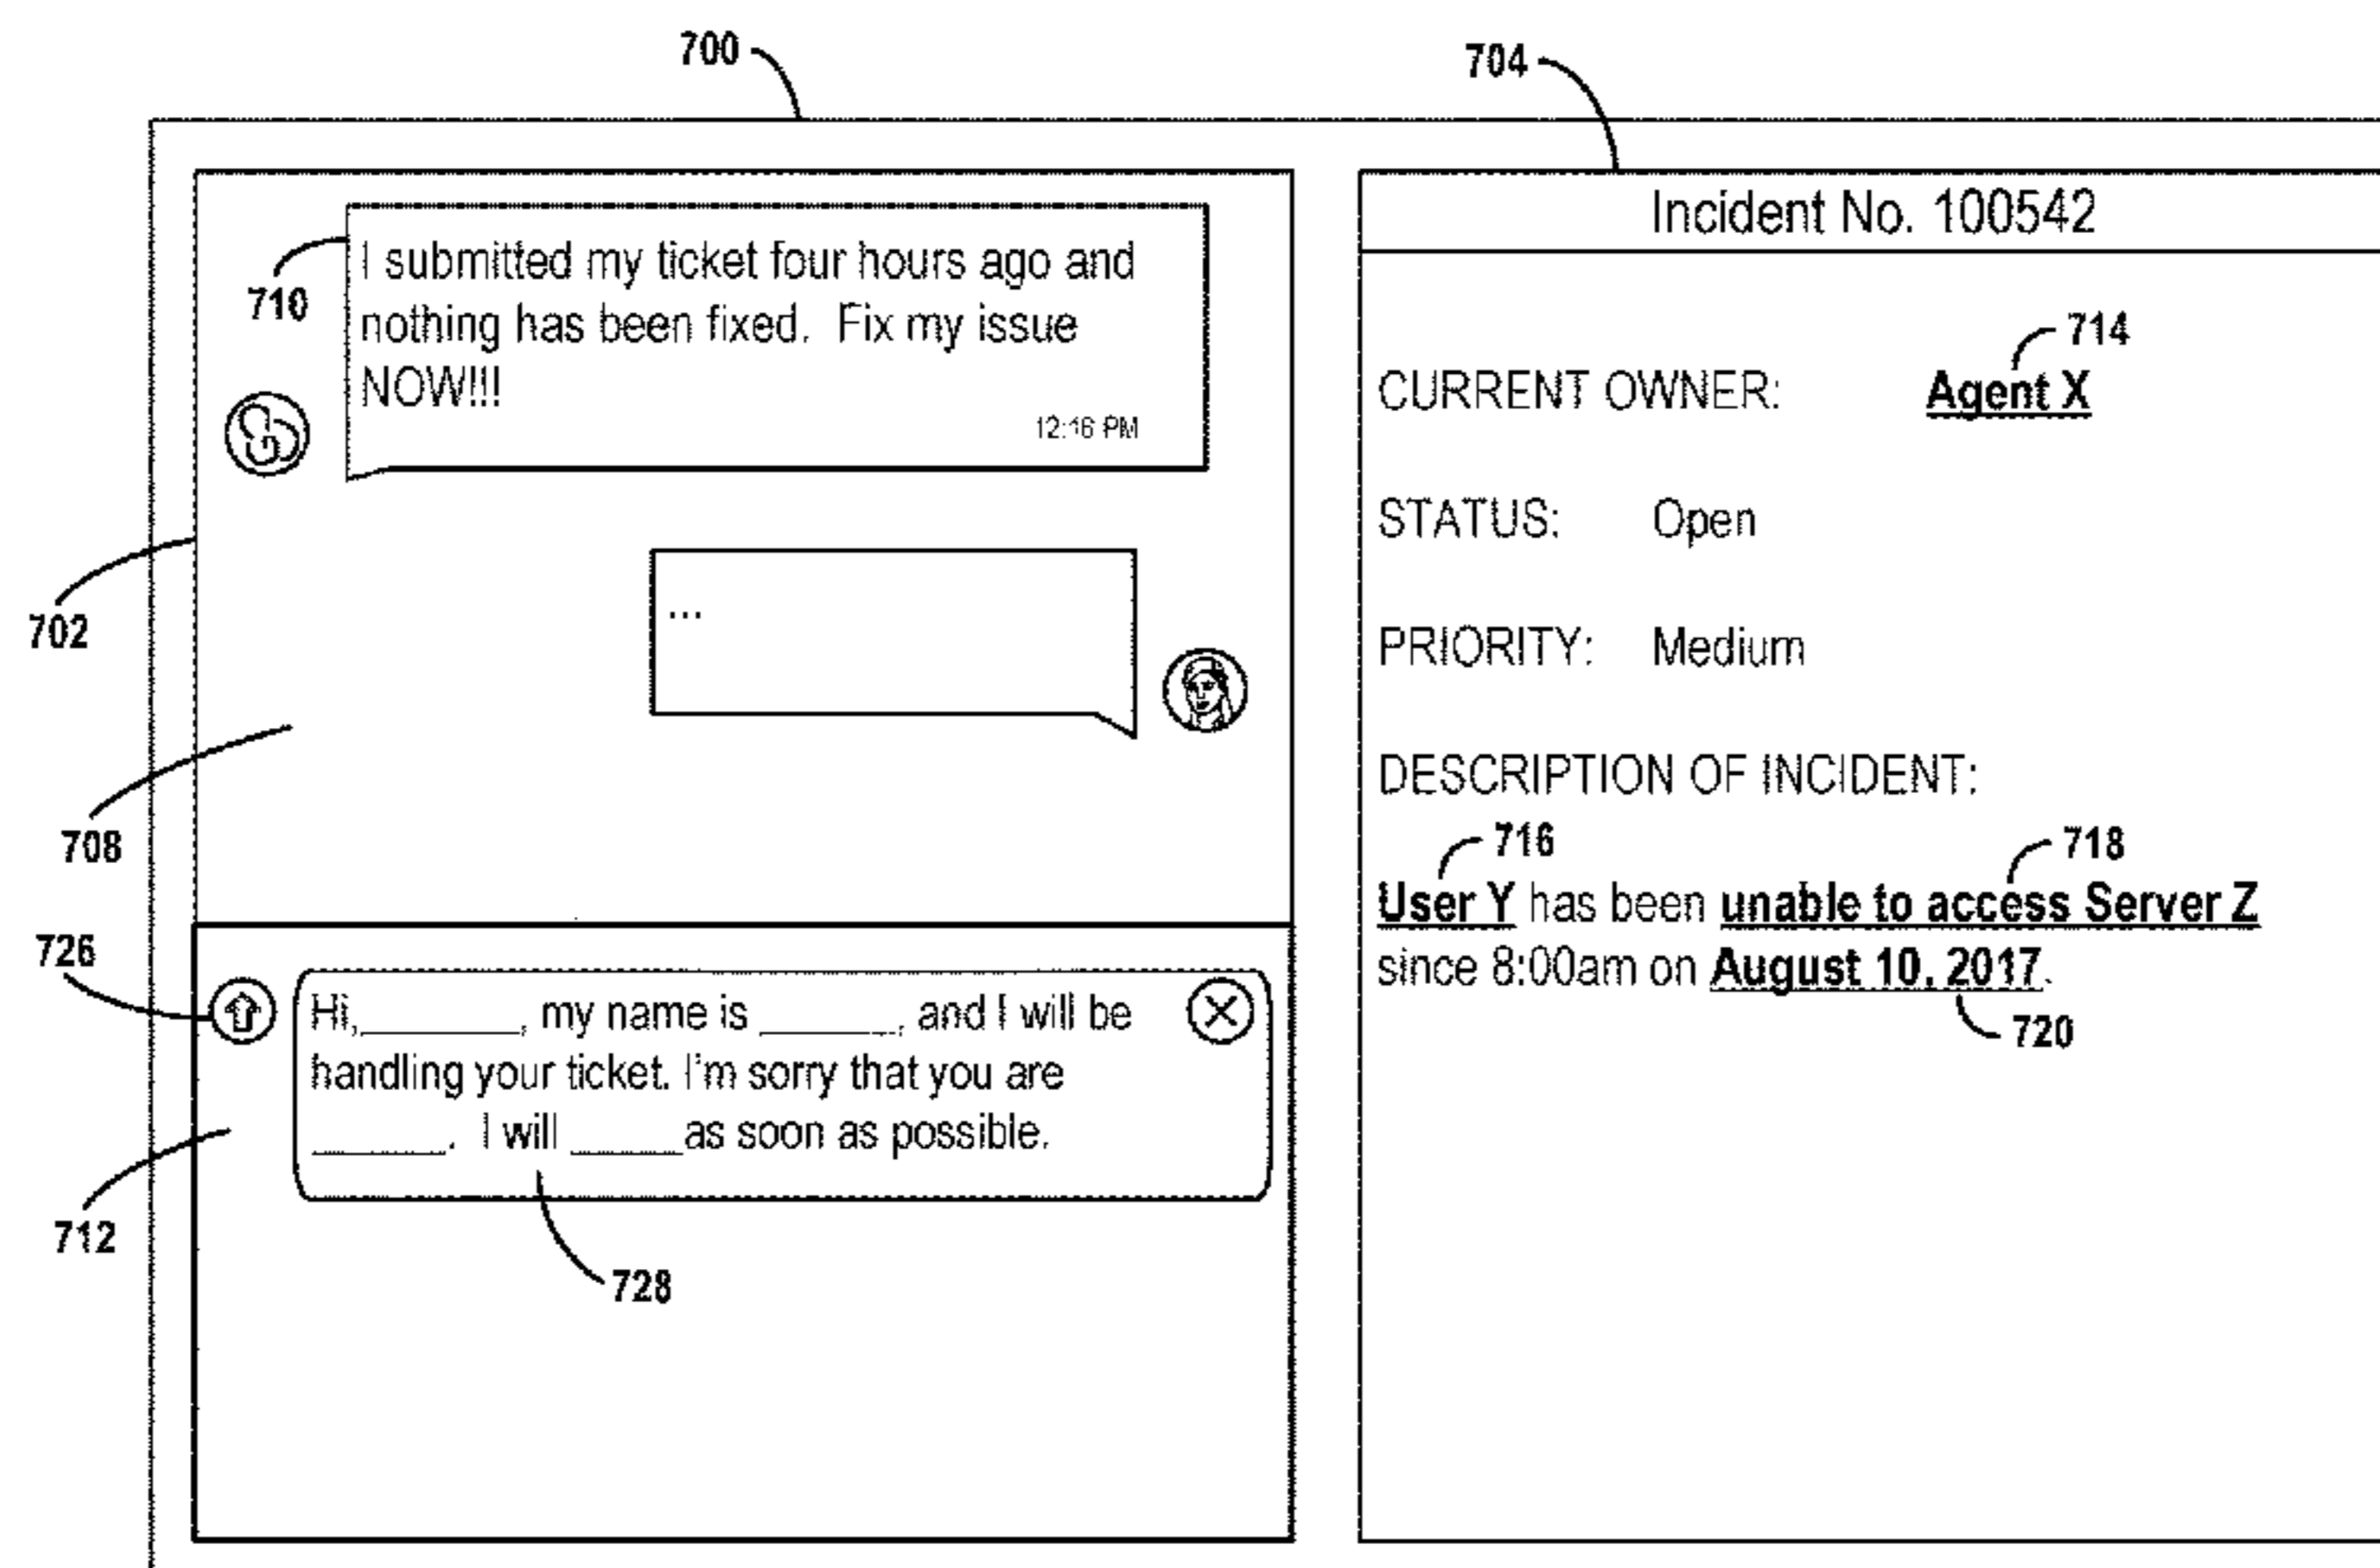 700
704
710
I submitted my ticket four hours ago and
nothing has been fixed. Fix my issue
NOW!!!
12:16 PM
702
...
708
726
Hi,________, my name is _______, and I will be
handling your ticket. I'm sorry that you are
_______. I will ______as soon as possible.
712
728
Incident No. 100542
714
CURRENT OWNER: Agent X
STATUS: Open
PRIORITY: Medium
DESCRIPTION OF INCIDENT:
716
718
User Y has been unable to access Server Z
since 8:00am on August 10, 2017.
720